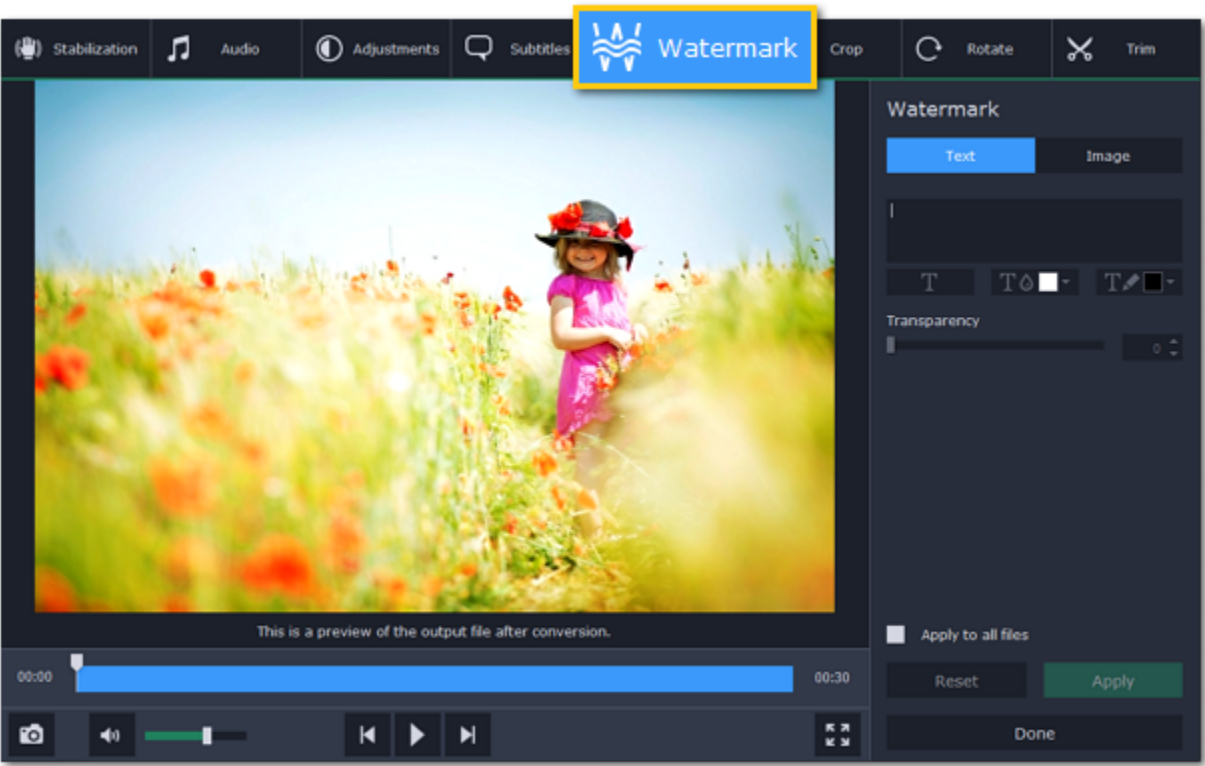 Stabilization
Audio
Adjustments
Subtitles
Watermark
Crop
Rotate
Trim
Watermark
Text
Image
T
T
T
Transparency
0
This is a preview of the output file after conversion.
00:00
00:30
Apply to all files
Reset
Apply
Done